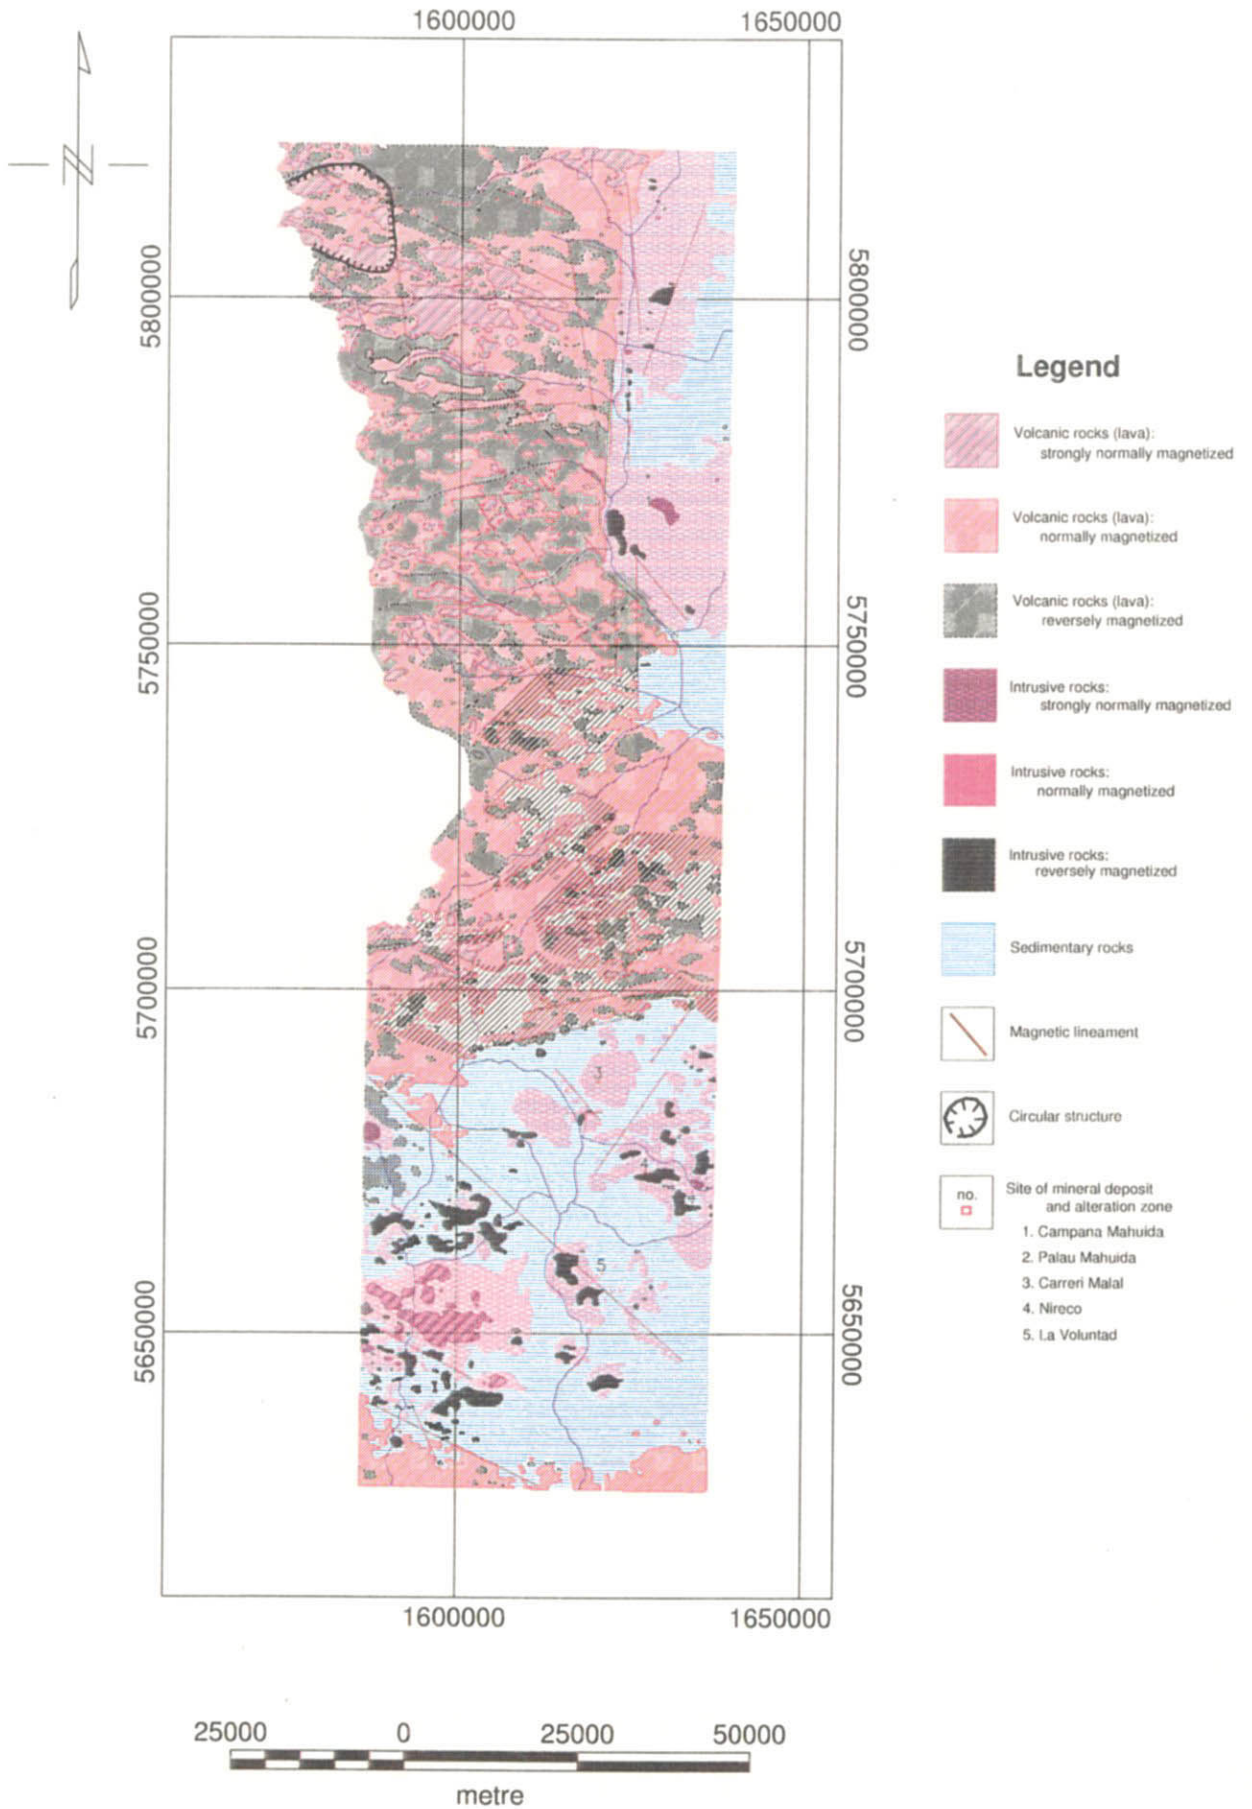 1600000 1650000
N
5800000
5750000
5700000
5650000
5800000
5750000
5700000
5650000
3
5
1600000 1650000
Legend
Volcanic rocks (lava):
strongly normally magnetized
Volcanic rocks (lava):
normally magnetized
Volcanic rocks (lava):
reversely magnetized
Intrusive rocks:
strongly normally magnetized
Intrusive rocks:
normally magnetized
Intrusive rocks:
reversely magnetized
Sedimentary rocks
Magnetic lineament
Circular structure
no.
Site of mineral deposit
and alteration zone
1. Campana Mahuida
2. Palau Mahuida
3. Carreri Malal
4. Nireco
5. La Voluntad
25000 0 25000 50000
metre